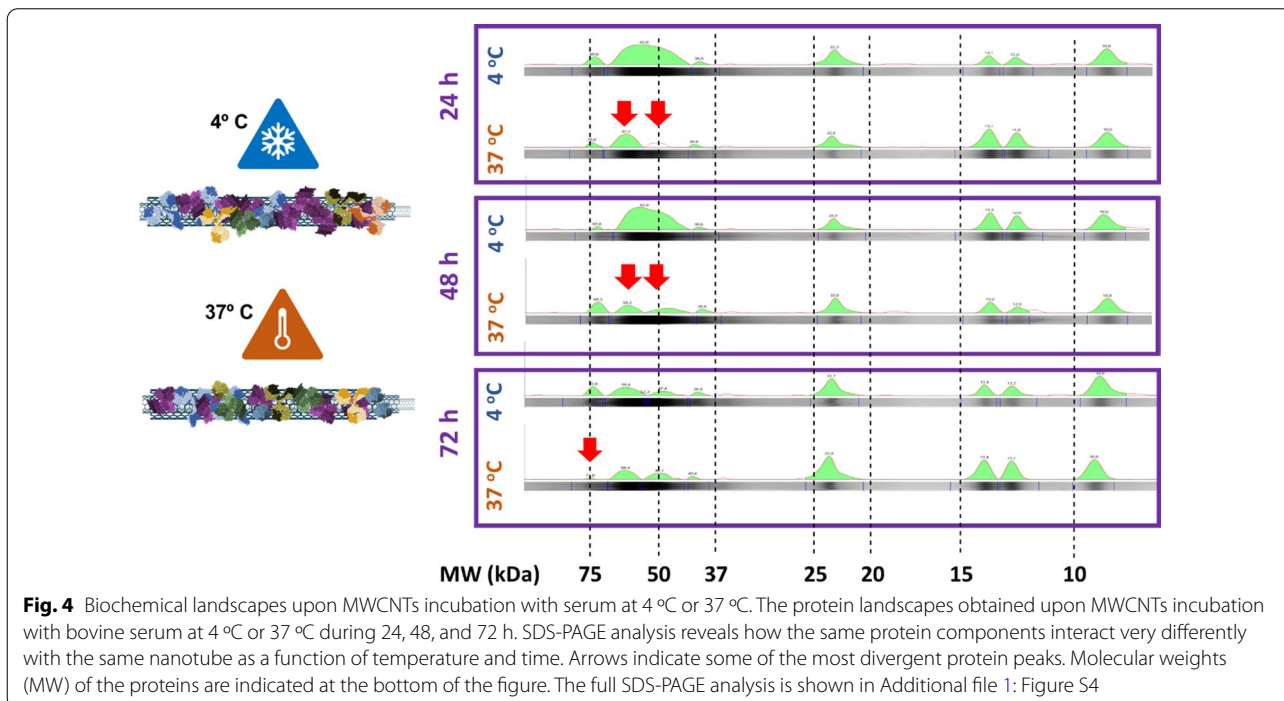 4º C
37º C
24 h
4 ºC
37 ºC
48 h
4 ºC
37 ºC
72 h
4 ºC
37 ºC
MW (kDa) 75 50 37 25 20 15 10
Fig. 4 Biochemical landscapes upon MWCNTs incubation with serum at 4 ºC or 37 ºC. The protein landscapes obtained upon MWCNTs incubation
with bovine serum at 4 ºC or 37 ºC during 24, 48, and 72 h. SDS-PAGE analysis reveals how the same protein components interact very differently
with the same nanotube as a function of temperature and time. Arrows indicate some of the most divergent protein peaks. Molecular weights
(MW) of the proteins are indicated at the bottom of the figure. The full SDS-PAGE analysis is shown in Additional file 1: Figure S4